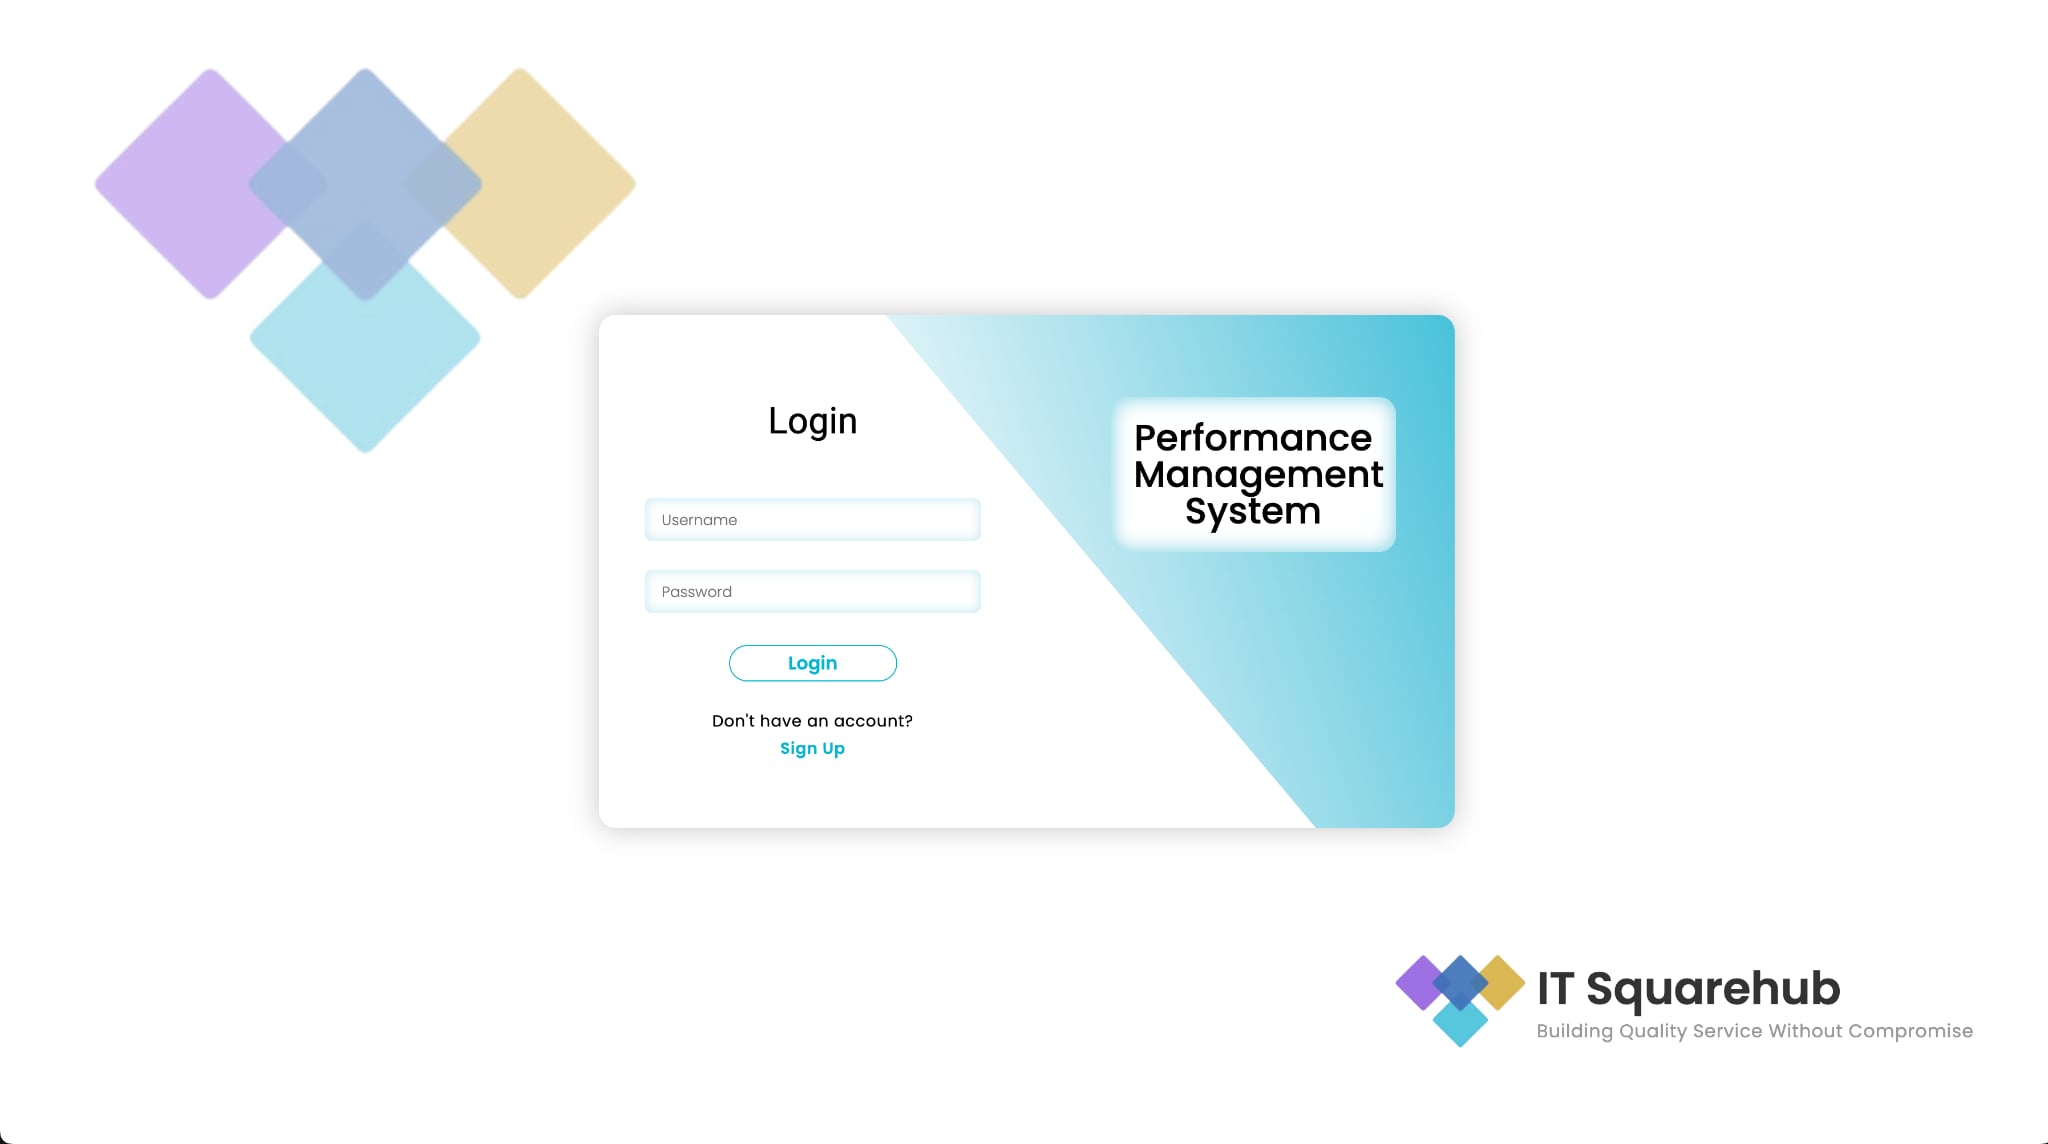 Login
Username
Password
Login
Don't have an account?
Sign Up
Performance
Management
System
IT Squarehub
Building Quality Service Without Compromise